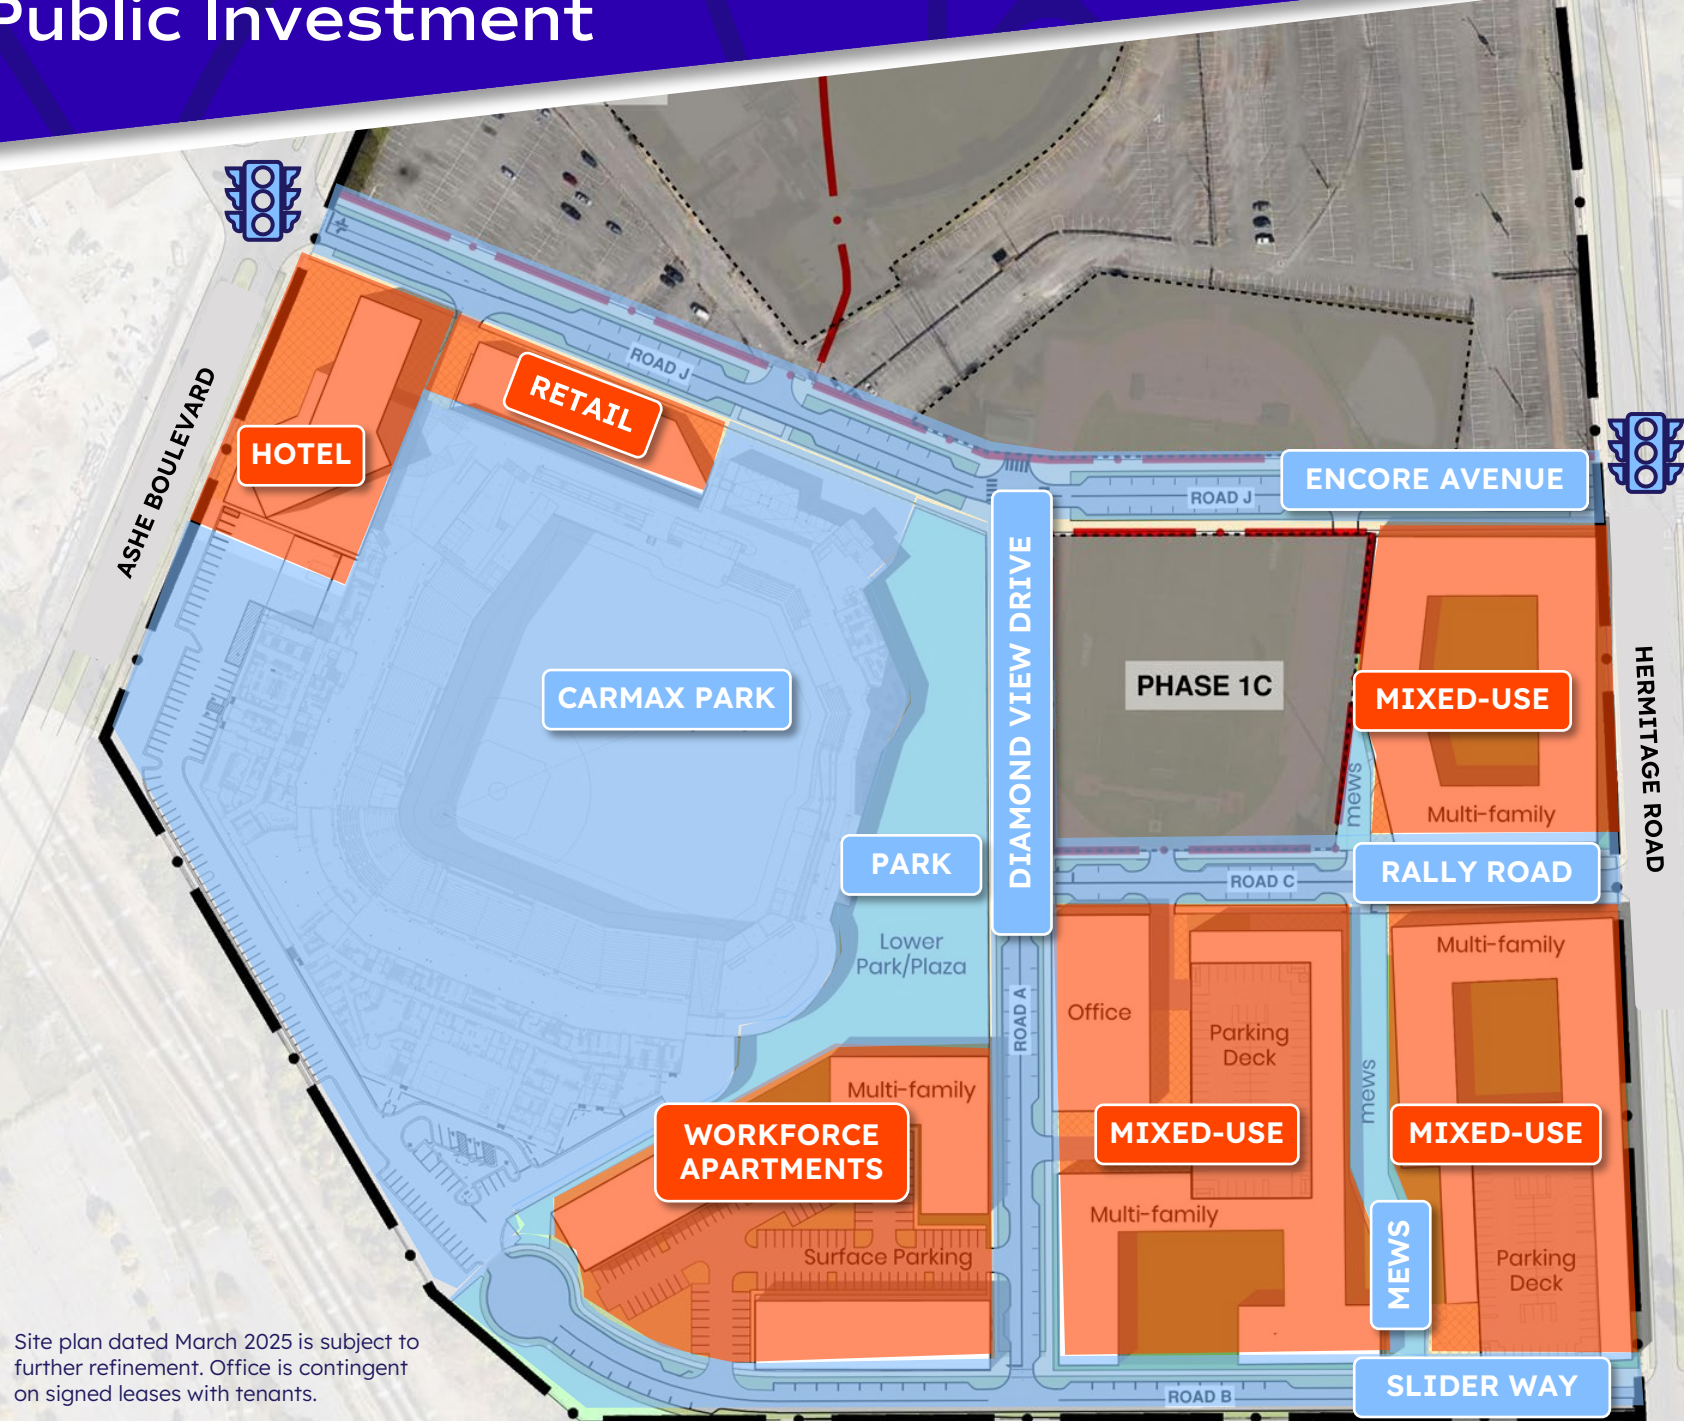 Public Investment
ROAD J
RETAIL
HOTEL
ASHE BOULEVARD
ENCORE AVENUE
ROAD J
DIAMOND VIEW DRIVE
CARMAX PARK
PHASE 1C
MIXED-USE
HERMITAGE ROAD
mews
Multi-family
PARK
RALLY ROAD
ROAD C
Lower
Park/Plaza
Multi-family
ROAD A
Office
Parking
Deck
mews
Multi-family
WORKFORCE
APARTMENTS
MIXED-USE
MIXED-USE
Multi-family
MEWS
Surface Parking
Parking
Deck
Site plan dated March 2025 is subject to
further refinement. Office is contingent
on signed leases with tenants.
ROAD B
SLIDER WAY